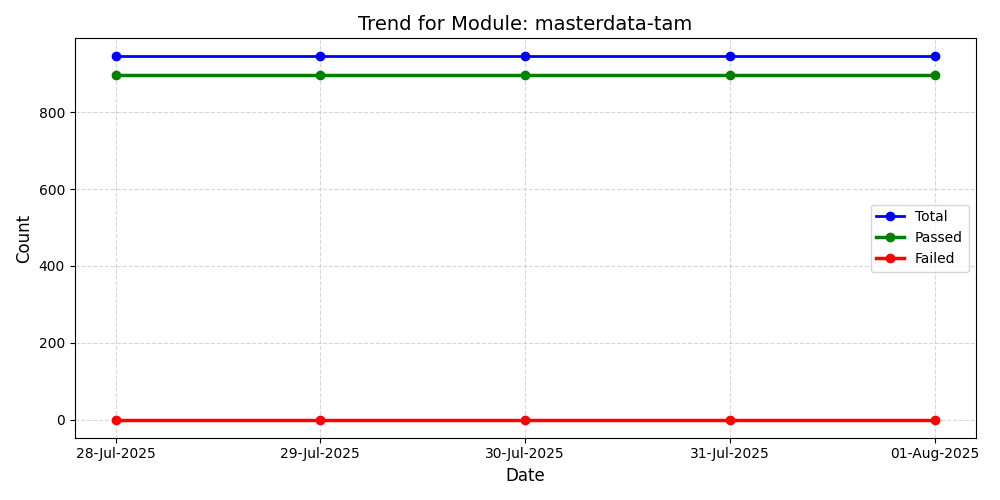 Trend for Module: masterdata-tam
Count
800
600
400
200
0
Total
Passed
Failed
28-Jul-2025
29-Jul-2025
30-Jul-2025
31-Jul-2025
01-Aug-2025
Date